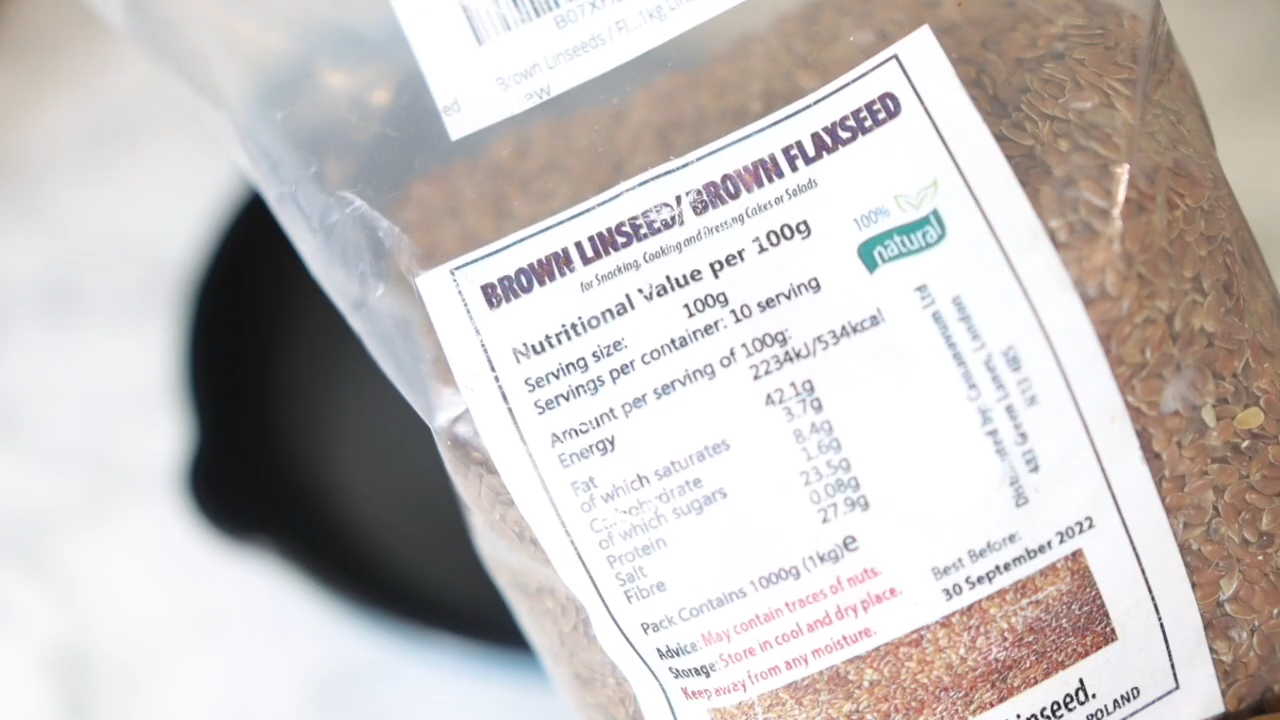 B07XF
Brown Linseeds / Fl...1kg Lin
ew
ed
BROWN LINSEED/ BROWN FLAXSEED
for Snacking, Cooking and Dressing Cakes or Salads
Nutritional Value per 100g
Serving size: 100g
Servings per container: 10 serving
Amount per serving of 100g:
Energy 2234kJ/534kcal
Fat 42.1g
of which saturates 3.7g
Carbohydrate 8.4g
of which sugars 1.6g
Protein 23.5g
Salt 0.08g
Fibre 27.9g
Pack Contains 1000g (1kg)e
Advice: May contain traces of nuts.
Storage: Store in cool and dry place.
Keep away from any moisture.
100%
natural
Distributed by: Ltd
483 Green Lanes, London
N13 4BS
Best Before:
30 September 2022
inseed.
POLAND